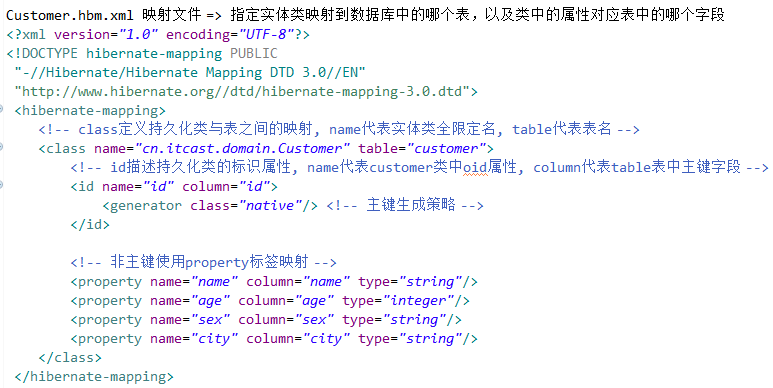 Customer.hbm.xml 映射文件 => 指定实体类映射到数据库中的哪个表，以及类中的属性对应表中的哪个字段
<?xml version="1.0" encoding="UTF-8"?>
<!DOCTYPE hibernate-mapping PUBLIC
"-//Hibernate/Hibernate Mapping DTD 3.0//EN"
"http://www.hibernate.org//dtd/hibernate-mapping-3.0.dtd">
<hibernate-mapping>
<!-- class定义持久化类与表之间的映射, name代表实体类全限定名, table代表表名 -->
<class name="cn.itcast.domain.Customer" table="customer">
<!-- id描述持久化类的标识属性, name代表customer类中oid属性, column代表table表中主键字段 -->
<id name="id" column="id">
<generator class="native"/> <!-- 主键生成策略 -->
</id>
<!-- 非主键使用property标签映射 -->
<property name="name" column="name" type="string"/>
<property name="age" column="age" type="integer"/>
<property name="sex" column="sex" type="string"/>
<property name="city" column="city" type="string"/>
</class>
</hibernate-mapping>